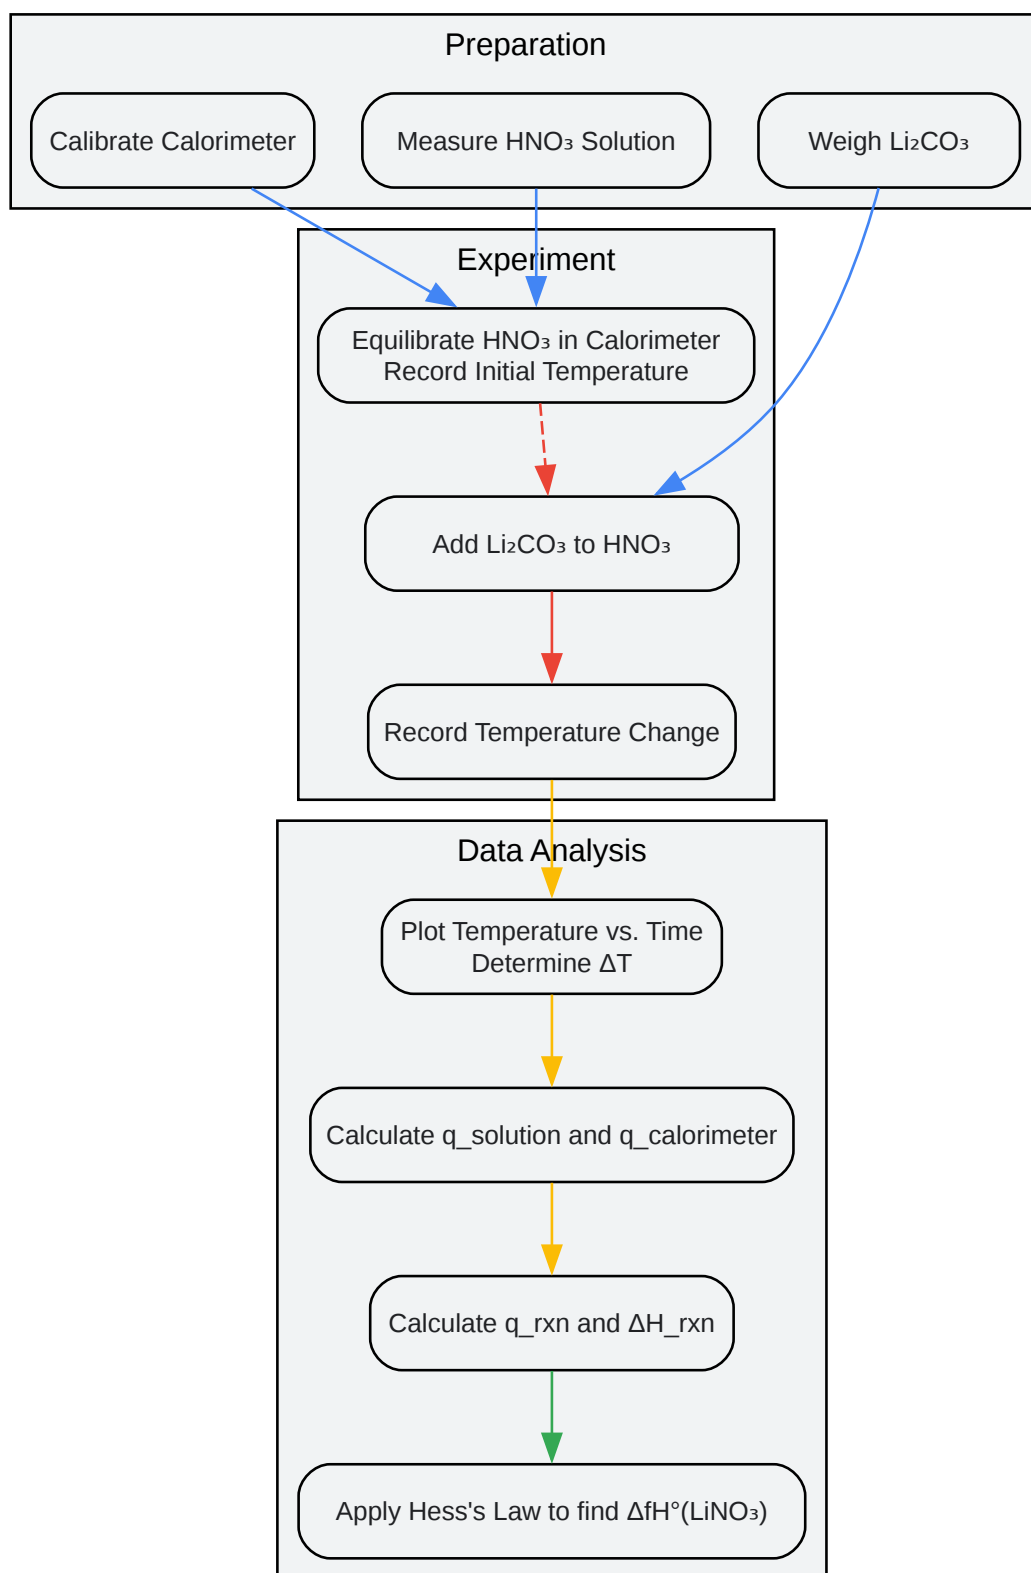 Preparation
Calibrate Calorimeter
Measure HNO₃ Solution
Weigh Li₂CO₃
Experiment
Equilibrate HNO₃ in Calorimeter
Record Initial Temperature
Add Li₂CO₃ to HNO₃
Record Temperature Change
Data Analysis
Plot Temperature vs. Time
Determine ΔT
Calculate q_solution and q_calorimeter
Calculate q_rxn and ΔH_rxn
Apply Hess's Law to find ΔfH°(LiNO₃)